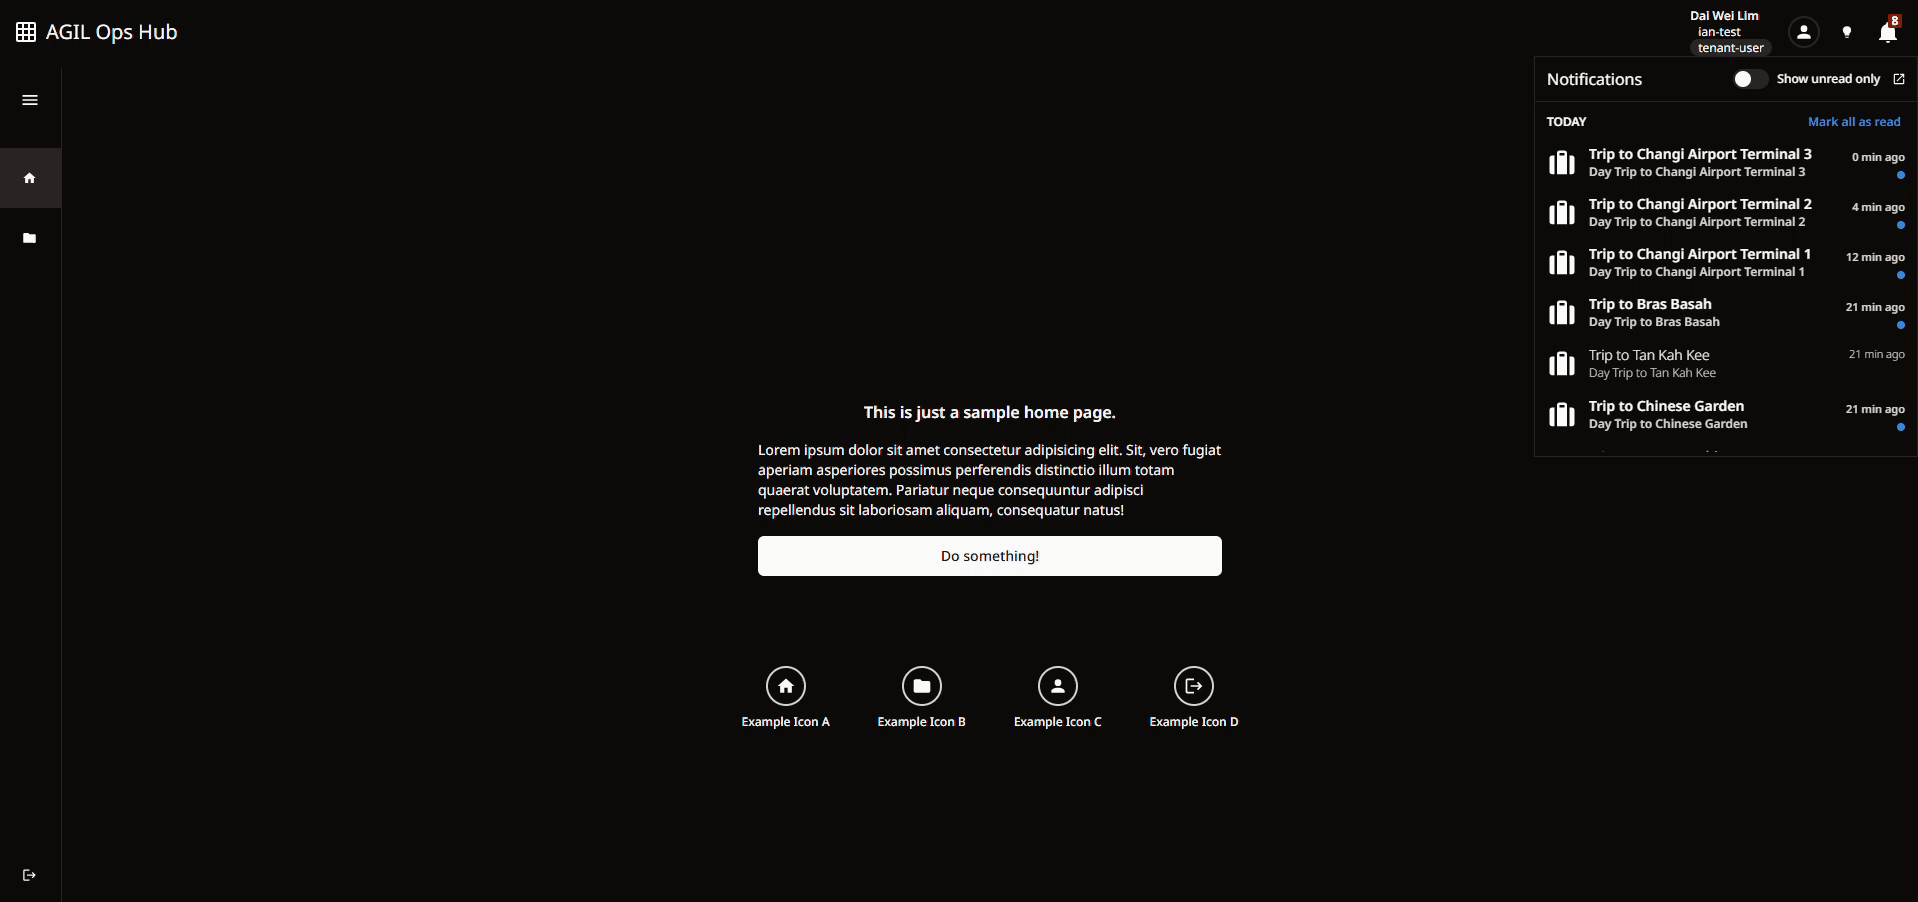 AGIL Ops Hub
Dai Wei Lim
ian-test
tenant-user
8
Notifications
Show unread only
TODAY
Mark all as read
Trip to Changi Airport Terminal 3
0 min ago
Day Trip to Changi Airport Terminal 3
Trip to Changi Airport Terminal 2
4 min ago
Day Trip to Changi Airport Terminal 2
Trip to Changi Airport Terminal 1
12 min ago
Day Trip to Changi Airport Terminal 1
Trip to Bras Basah
21 min ago
Day Trip to Bras Basah
Trip to Tan Kah Kee
21 min ago
Day Trip to Tan Kah Kee
Trip to Chinese Garden
21 min ago
Day Trip to Chinese Garden
This is just a sample home page.
Lorem ipsum dolor sit amet consectetur adipisicing elit. Sit, vero fugiat
aperiam asperiores possimus perferendis distinctio illum totam
quaerat voluptatem. Pariatur neque consequuntur adipisci
repellendus sit laboriosam aliquam, consequatur natus!
Do something!
Example Icon A
Example Icon B
Example Icon C
Example Icon D